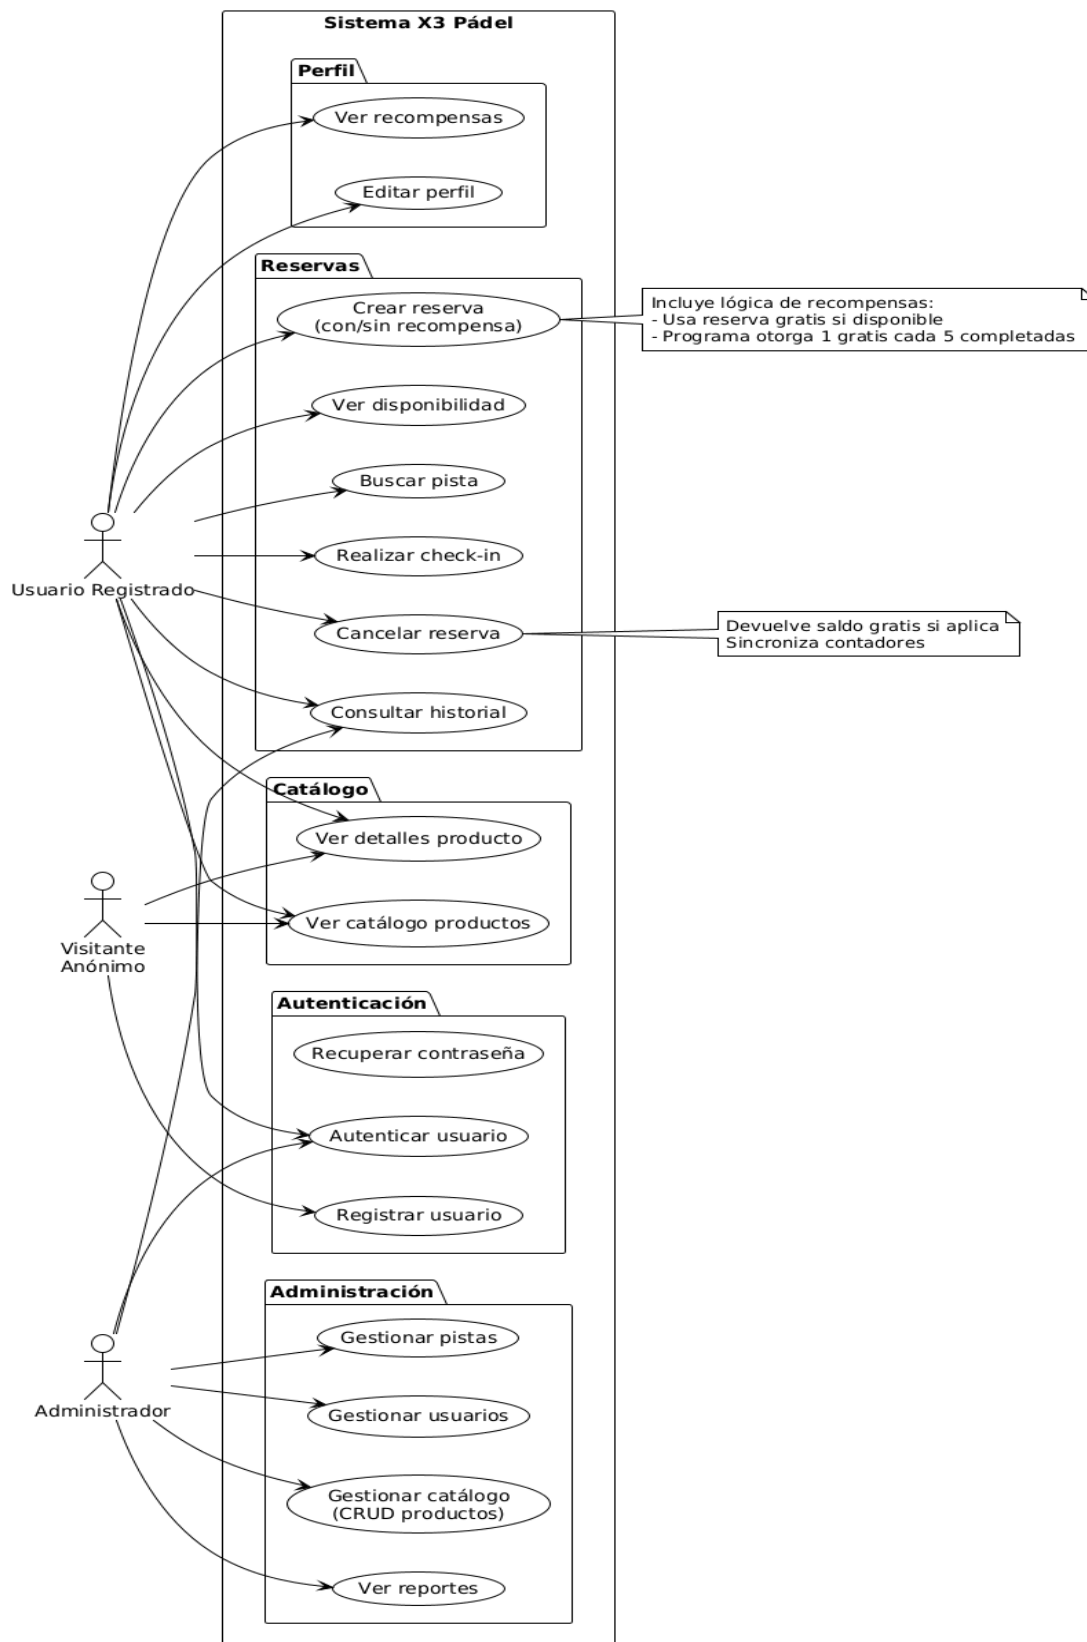 Sistema X3 Pádel
Perfil
Ver recompensas
Editar perfil
Reservas
Crear reserva
(con/sin recompensa)
Incluye lógica de recompensas:
- Usa reserva gratis si disponible
- Programa otorga 1 gratis cada 5 completadas
Ver disponibilidad
Buscar pista
Realizar check-in
Usuario Registrado
Cancelar reserva
Devuelve saldo gratis si aplica
Sincroniza contadores
Consultar historial
Catálogo
Ver detalles producto
Ver catálogo productos
Visitante
Anónimo
Autenticación
Recuperar contraseña
Autenticar usuario
Registrar usuario
Administración
Gestionar pistas
Gestionar usuarios
Administrador
Gestionar catálogo
(CRUD productos)
Ver reportes